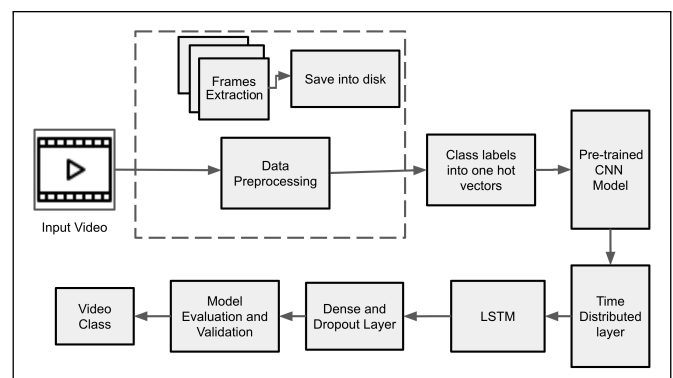 Frames
Extraction
Save into disk
Input Video
Data
Preprocessing
Class labels
into one hot
vectors
Pre-trained
CNN
Model
Time
Distributed
layer
LSTM
Dense and
Dropout Layer
Model
Evaluation and
Validation
Video
Class